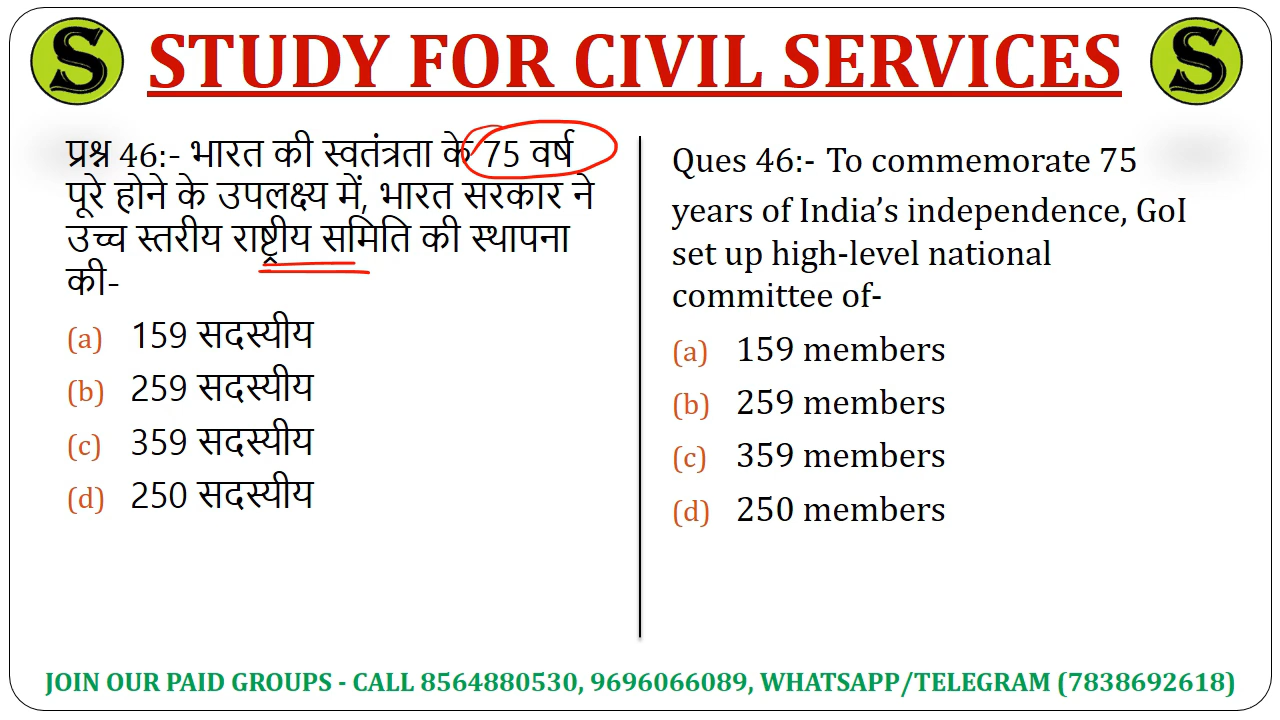 S
STUDY FOR CIVIL SERVICES
S
प्रश्न 46:- भारत की स्वतंत्रता के 75 वर्ष
पूरे होने के उपलक्ष्य में, भारत सरकार ने
उच्च स्तरीय राष्ट्रीय समिति की स्थापना
की-
(a) 159 सदस्यीय
(b) 259 सदस्यीय
(c) 359 सदस्यीय
(d) 250 सदस्यीय
Ques 46:- To commemorate 75
years of India’s independence, GoI
set up high-level national
committee of-
(a) 159 members
(b) 259 members
(c) 359 members
(d) 250 members
JOIN OUR PAID GROUPS - CALL 8564880530, 9696066089, WHATSAPP/TELEGRAM (7838692618)